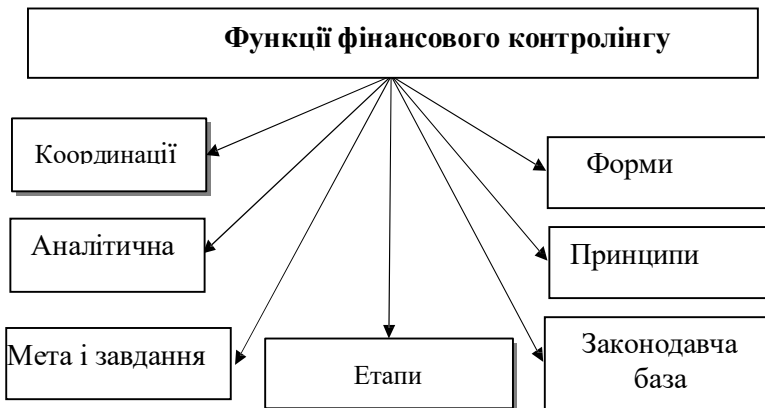 Функції фінансового контролінгу
Координації
Форми
Аналітична
Принципи
Мета і завдання
Етапи
Законодавча
база